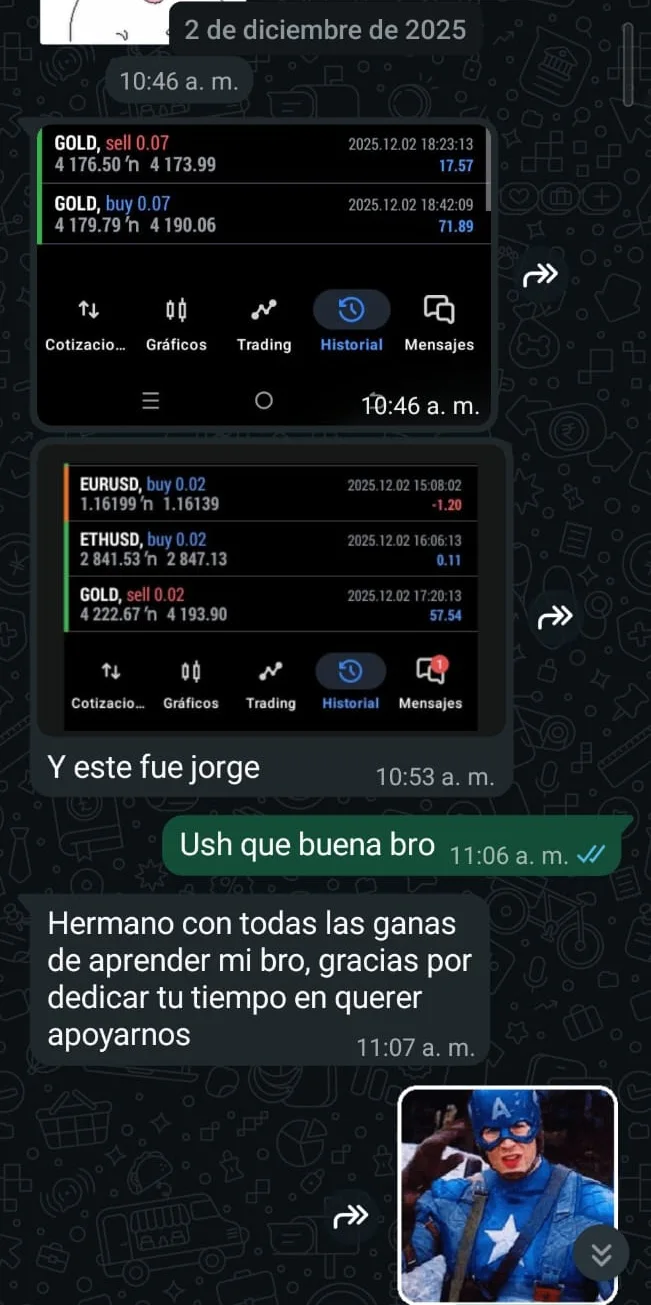 2 de diciembre de 2025
10:46 a. m.
GOLD, sell 0.07 2025.12.02 18:23:13
4 176.50 'n 4 173.99 17.57
GOLD, buy 0.07 2025.12.02 18:42:09
4 179.79 'n 4 190.06 71.89
Cotizacio... Gráficos Trading Historial Mensajes
10:46 a. m.
EURUSD, buy 0.02 2025.12.02 15:08:02
1.16199 'n 1.16139 -1.20
ETHUSD, buy 0.02 2025.12.02 16:06:13
2 841.53 'n 2 847.13 0.11
GOLD, sell 0.02 2025.12.02 17:20:13
4 222.67 'n 4 193.90 57.54
1
Cotizacio... Gráficos Trading Historial Mensajes
Y este fue jorge
10:53 a. m.
Ush que buena bro 11:06 a. m.
Hermano con todas las ganas
de aprender mi bro, gracias por
dedicar tu tiempo en querer
apoyarnos
11:07 a. m.
A